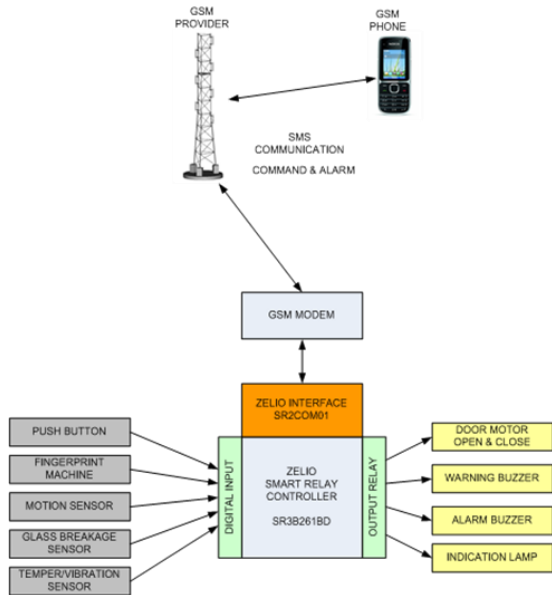 GSM
PROVIDER
GSM
PHONE
SMS
COMMUNICATION
COMMAND & ALARM
GSM MODEM
ZELIO INTERFACE
SR2COM01
PUSH BUTTON
FINGERPRINT
MACHINE
MOTION SENSOR
GLASS BREAKAGE
SENSOR
TEMPER/VIBRATION
SENSOR
DIGITAL INPUT
ZELIO
SMART RELAY
CONTROLLER
SR3B261BD
OUTPUT RELAY
DOOR MOTOR
OPEN & CLOSE
WARNING BUZZER
ALARM BUZZER
INDICATION LAMP